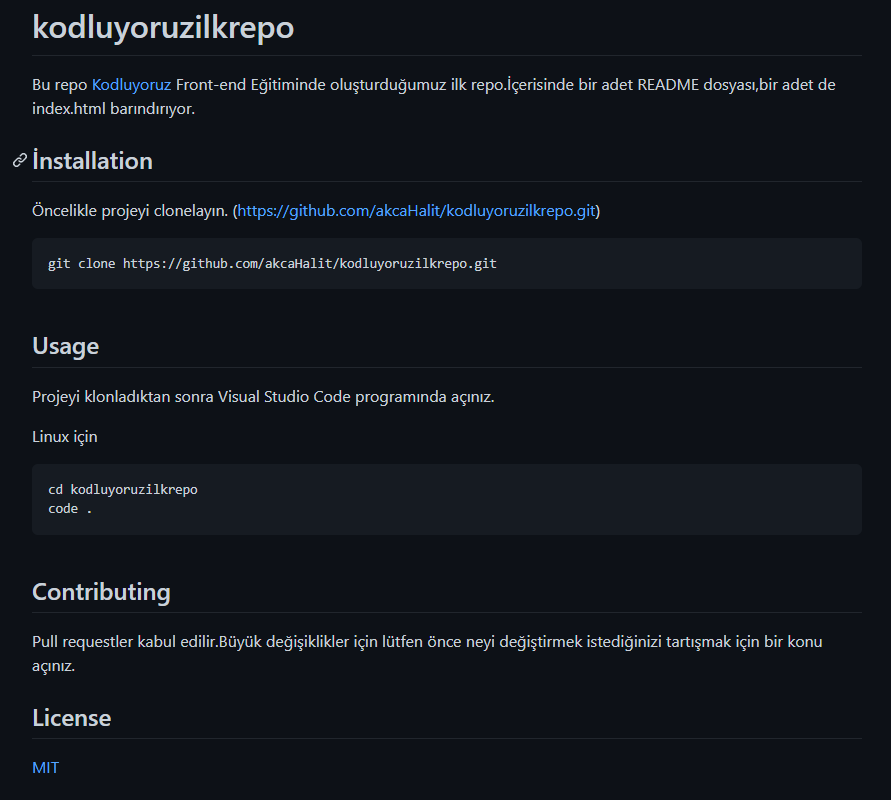 kodluyoruzilkrepo
Bu repo Kodluyoruz Front-end Eğitiminde oluşturduğumuz ilk repo.İçerisinde bir adet README dosyası,bir adet de
index.html barındırıyor.
İnstallation
Öncelikle projeyi clonelayın. (https://github.com/akcaHalit/kodluyoruzilkrepo.git)
git clone https://github.com/akcaHalit/kodluyoruzilkrepo.git
Usage
Projeyi klonladıktan sonra Visual Studio Code programında açınız.
Linux için
cd kodluyoruzilkrepo
code .
Contributing
Pull requestler kabul edilir.Büyük değişiklikler için lütfen önce neyi değiştirmek istediğinizi tartışmak için bir konu
açınız.
License
MIT